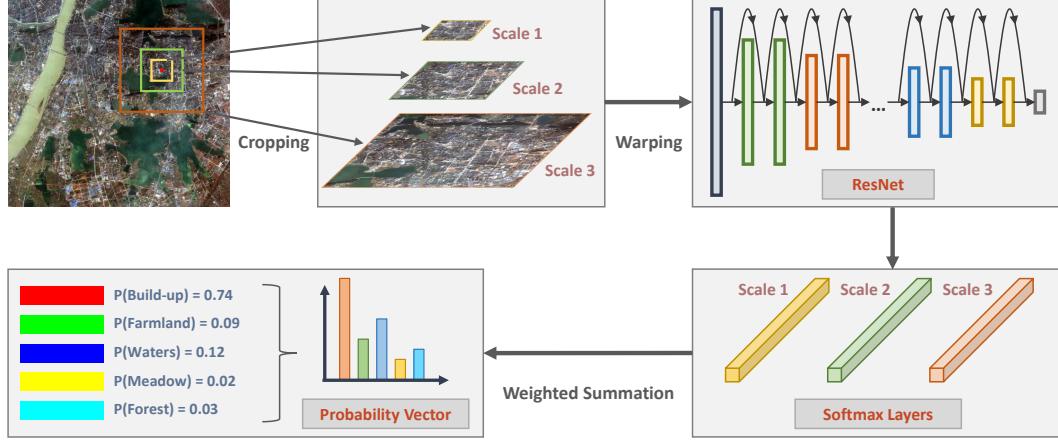 Scale 1
Scale 2
Scale 3
Cropping
Warping
...
ResNet
P(Build-up) = 0.74
P(Farmland) = 0.09
P(Waters) = 0.12
P(Meadow) = 0.02
P(Forest) = 0.03
Probability Vector
Weighted Summation
Scale 1
Scale 2
Scale 3
Softmax Layers